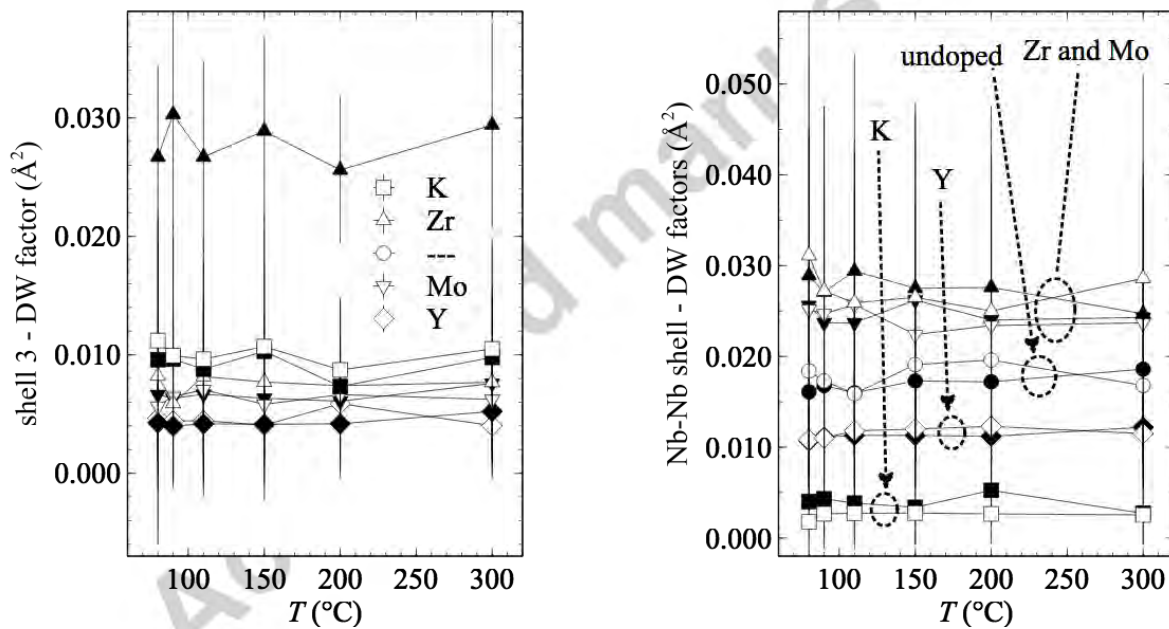 shell 3 - DW factor (Å²)
0.030
0.020
0.010
0.000
K
Zr
---
Mo
Y
100 150 200 250 300
T (°C)
Nb-Nb shell - DW factors (Å²)
0.050
0.040
0.030
0.020
0.010
0.000
undoped
Zr and Mo
K
Y
100 150 200 250 300
T (°C)